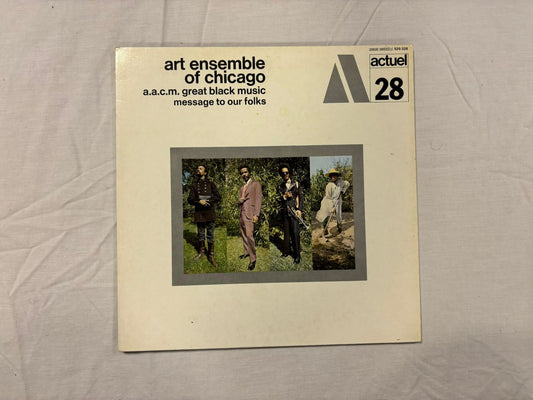 art ensemble
of chicago
a.a.c.m. great black music
message to our folks
actuel
28